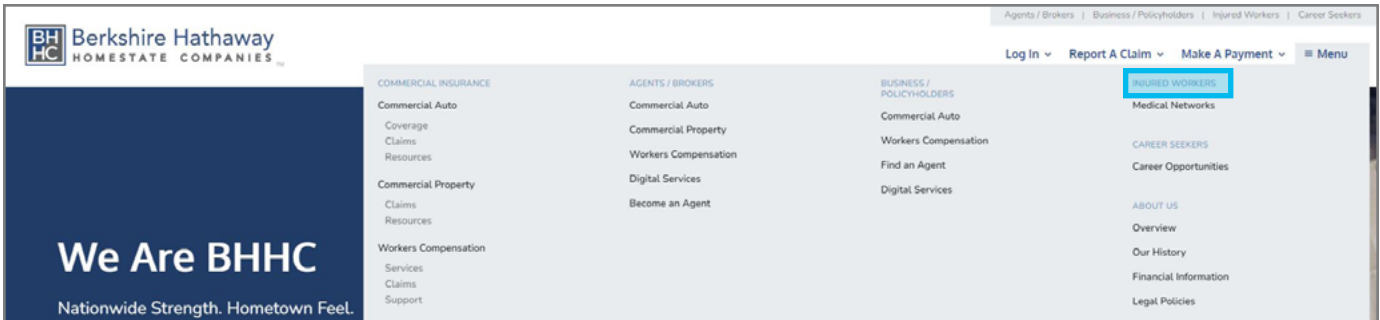 Agents / Brokers | Business / Policyholders | Injured Workers | Career Seekers
BH
HC
Berkshire Hathaway
HOMESTATE COMPANIES
TM
Log In Report A Claim Make A Payment ≡ Menu
COMMERCIAL INSURANCE
Commercial Auto
Coverage
Claims
Resources
Commercial Property
Claims
Resources
Workers Compensation
Services
Claims
Support
AGENTS / BROKERS
Commercial Auto
Commercial Property
Workers Compensation
Digital Services
Become an Agent
BUSINESS /
POLICYHOLDERS
Commercial Auto
Workers Compensation
Find an Agent
Digital Services
INJURED WORKERS
Medical Networks
CAREER SEEKERS
Career Opportunities
ABOUT US
Overview
Our History
Financial Information
Legal Policies
We Are BHHC
Nationwide Strength. Hometown Feel.